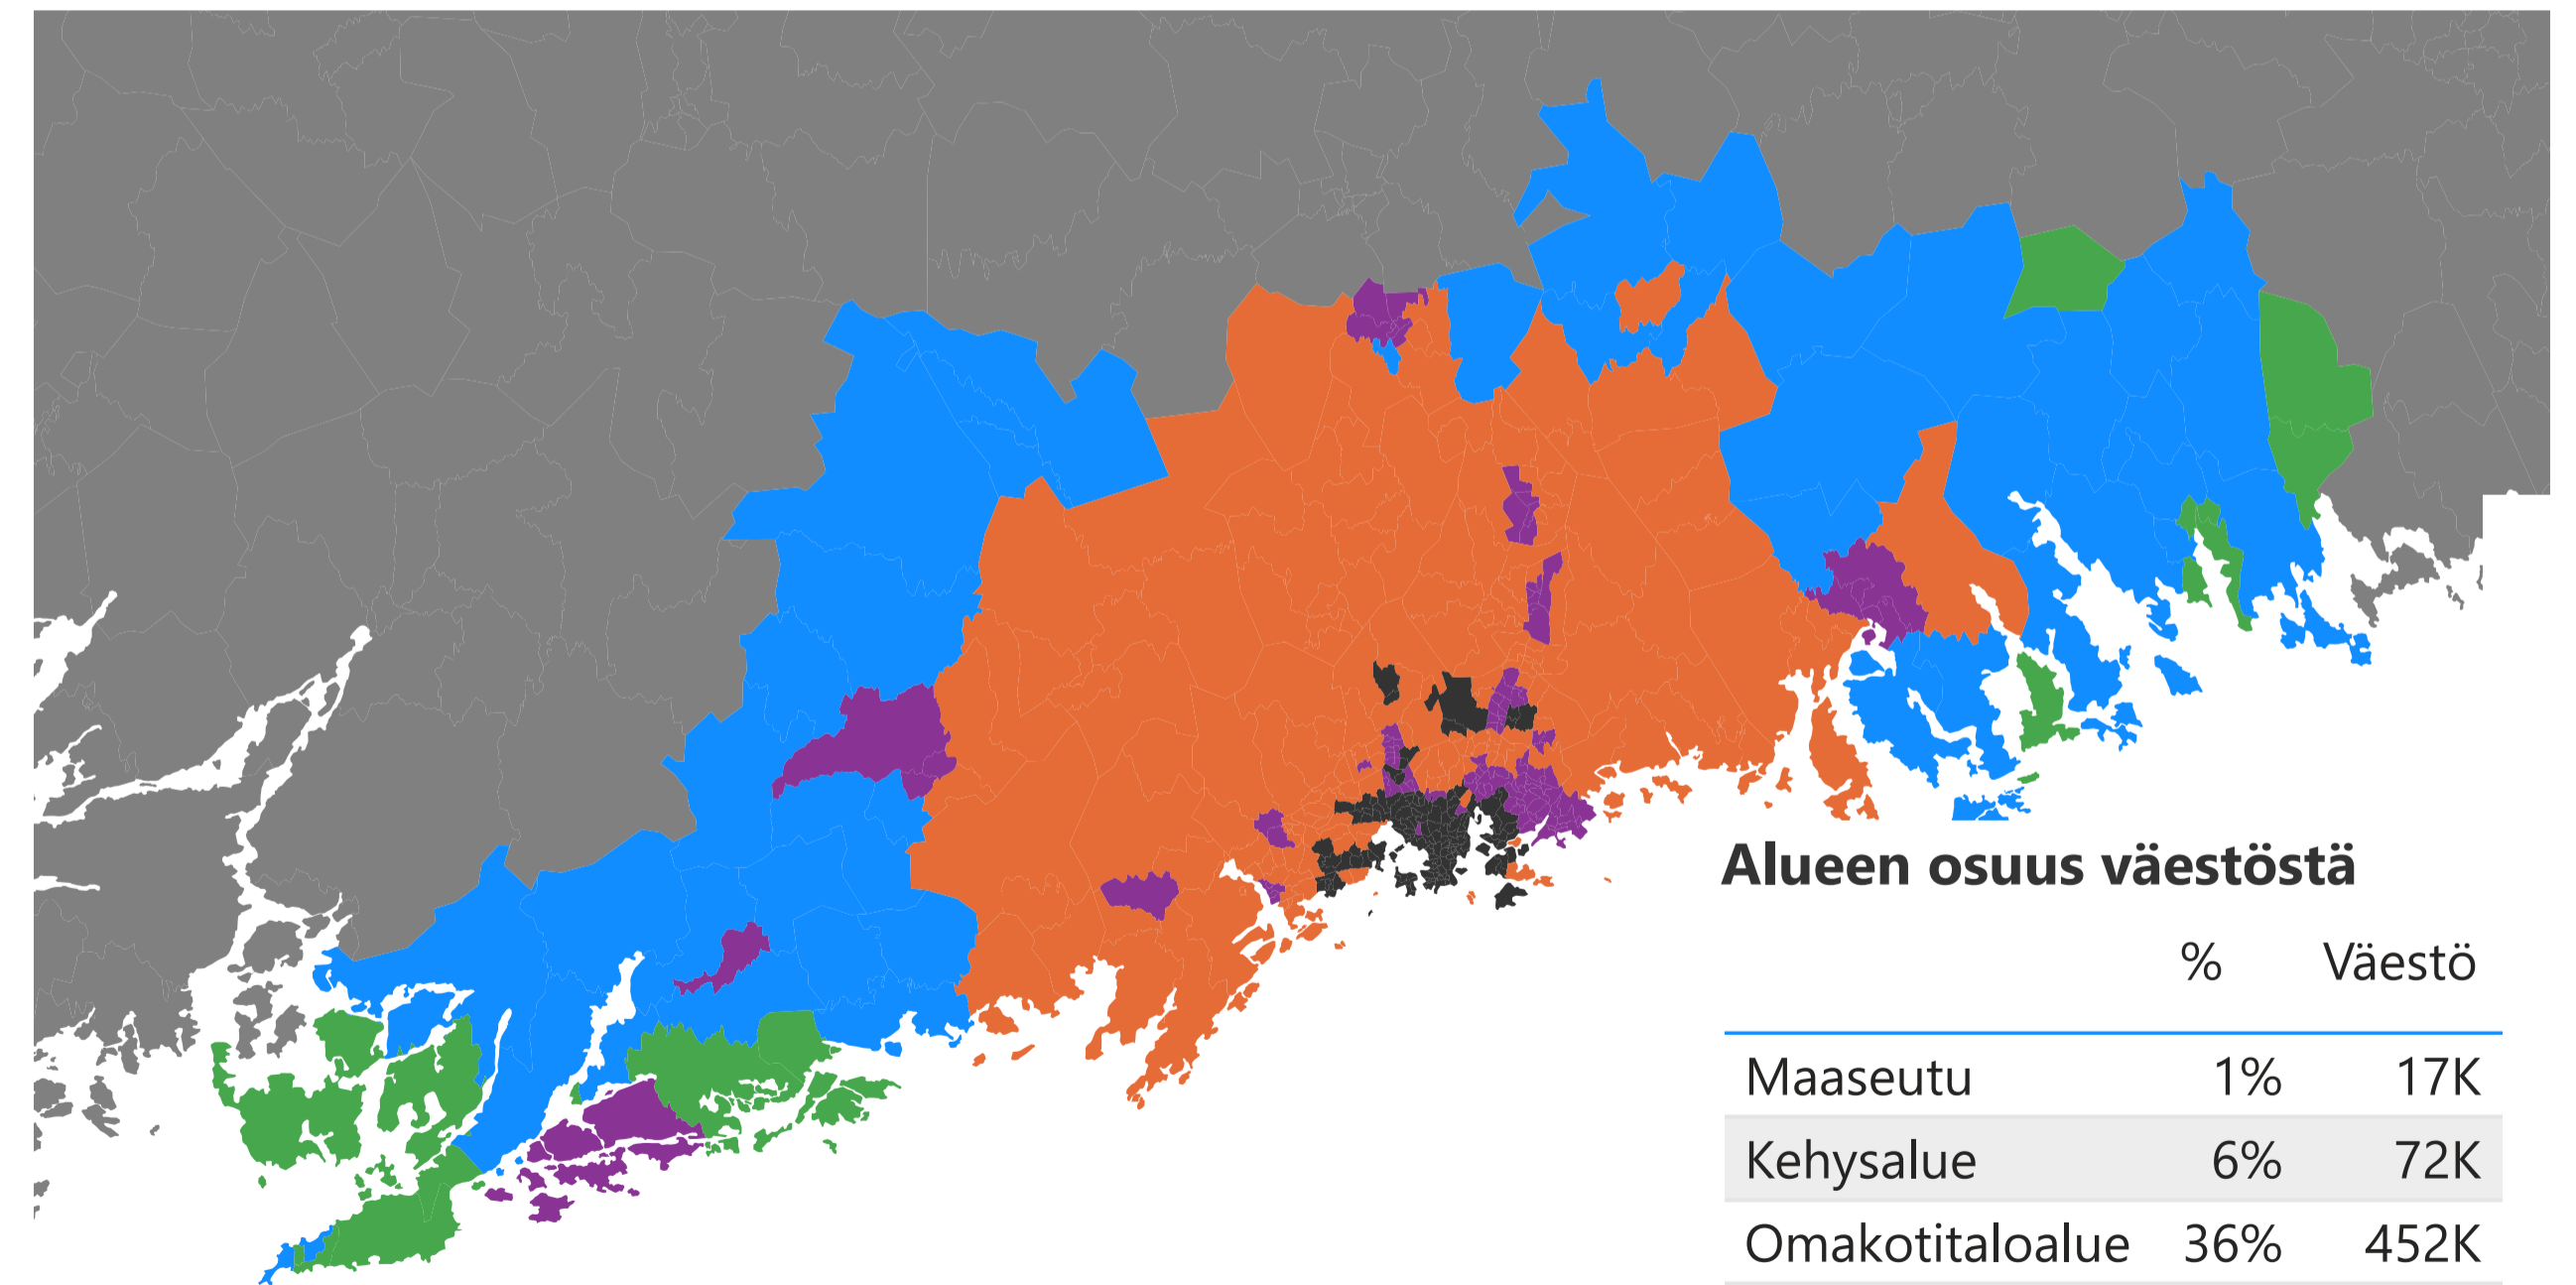 Alueen osuus väestöstä
% Väestö
Maaseutu 1% 17K
Kehysalue 6% 72K
Omakotitaloalue 36% 452K